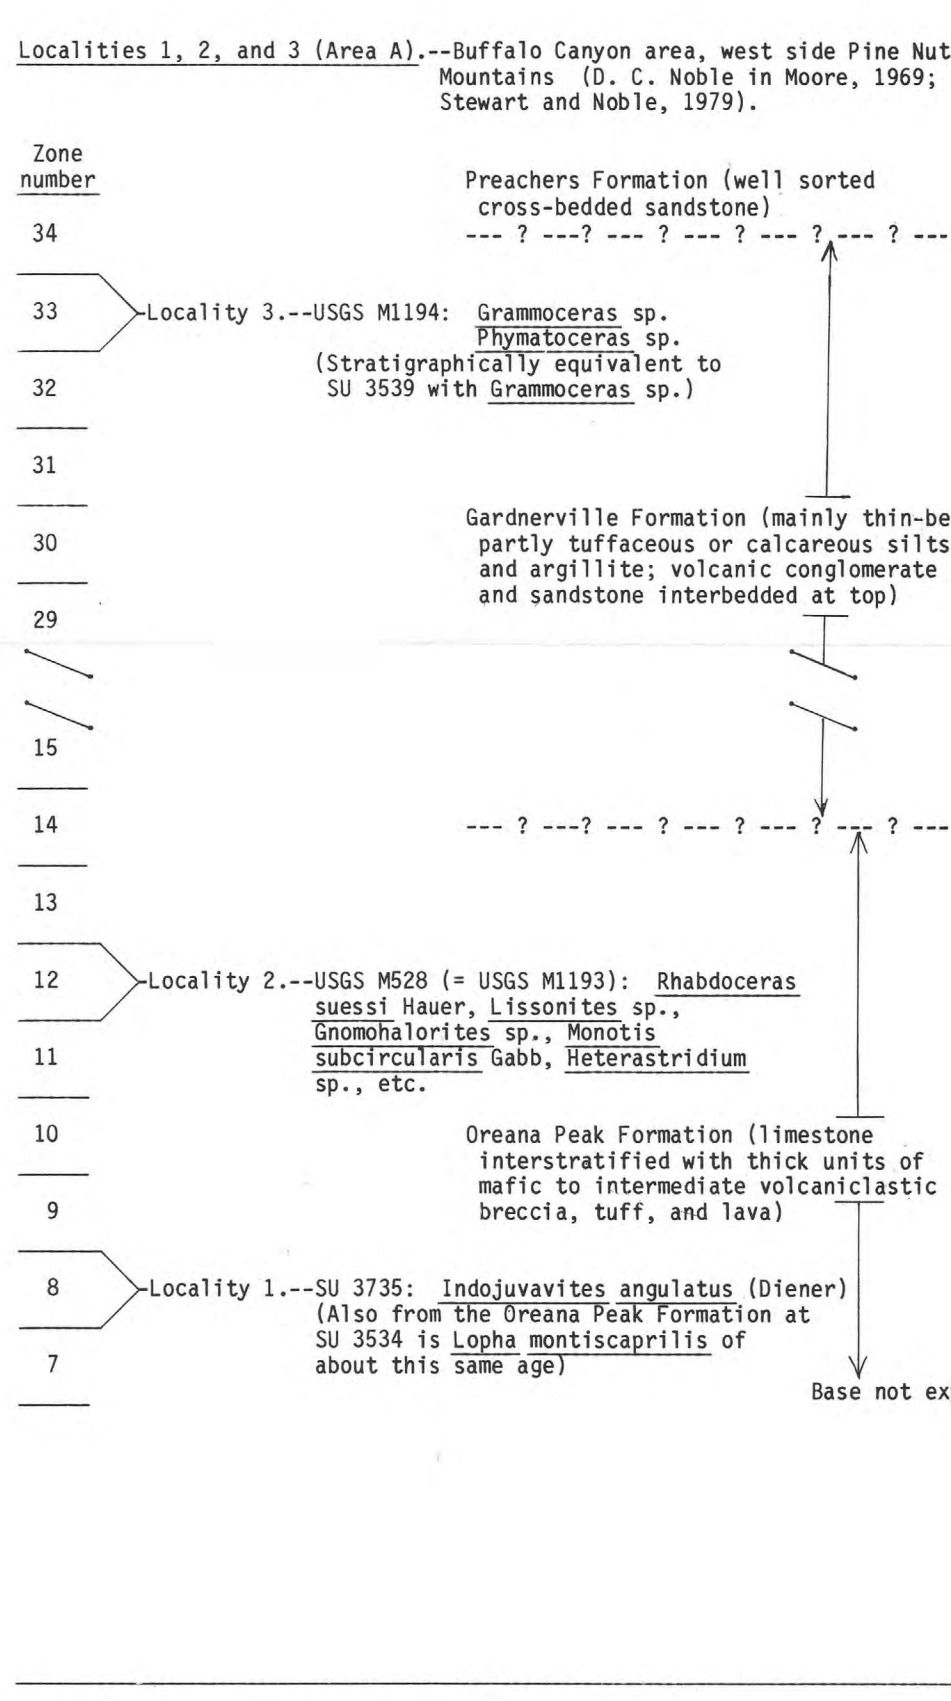 Localities 1, 2, and 3 (Area A).--Buffalo Canyon area, west side Pine Nut
Mountains (D. C. Noble in Moore, 1969;
Stewart and Noble, 1979).
Zone
number
Preachers Formation (well sorted
cross-bedded sandstone)
34
--- ? ---? --- ? --- ? --- ? --- ? ---
33
Locality 3.--USGS M1194: Grammoceras sp.
Phymatoceras sp.
(Stratigraphically equivalent to
32
SU 3539 with Grammoceras sp.)
31
Gardnerville Formation (mainly thin-be
30
partly tuffaceous or calcareous silts
and argillite; volcanic conglomerate
and sandstone interbedded at top)
29
15
14
--- ? ---? --- ? --- ? --- ? --- ? ---
13
12
Locality 2.--USGS M528 (= USGS M1193): Rhabdoceras
suessi Hauer, Lissonites sp.,
Gnomohalorites sp., Monotis
11
subcircularis Gabb, Heterastridium
sp., etc.
10
Oreana Peak Formation (limestone
interstratified with thick units of
mafic to intermediate volcaniclastic
9
breccia, tuff, and lava)
8
Locality 1.--SU 3735: Indojuvavites angulatus (Diener)
(Also from the Oreana Peak Formation at
SU 3534 is Lopha montiscaprilis of
7
about this same age)
Base not ex